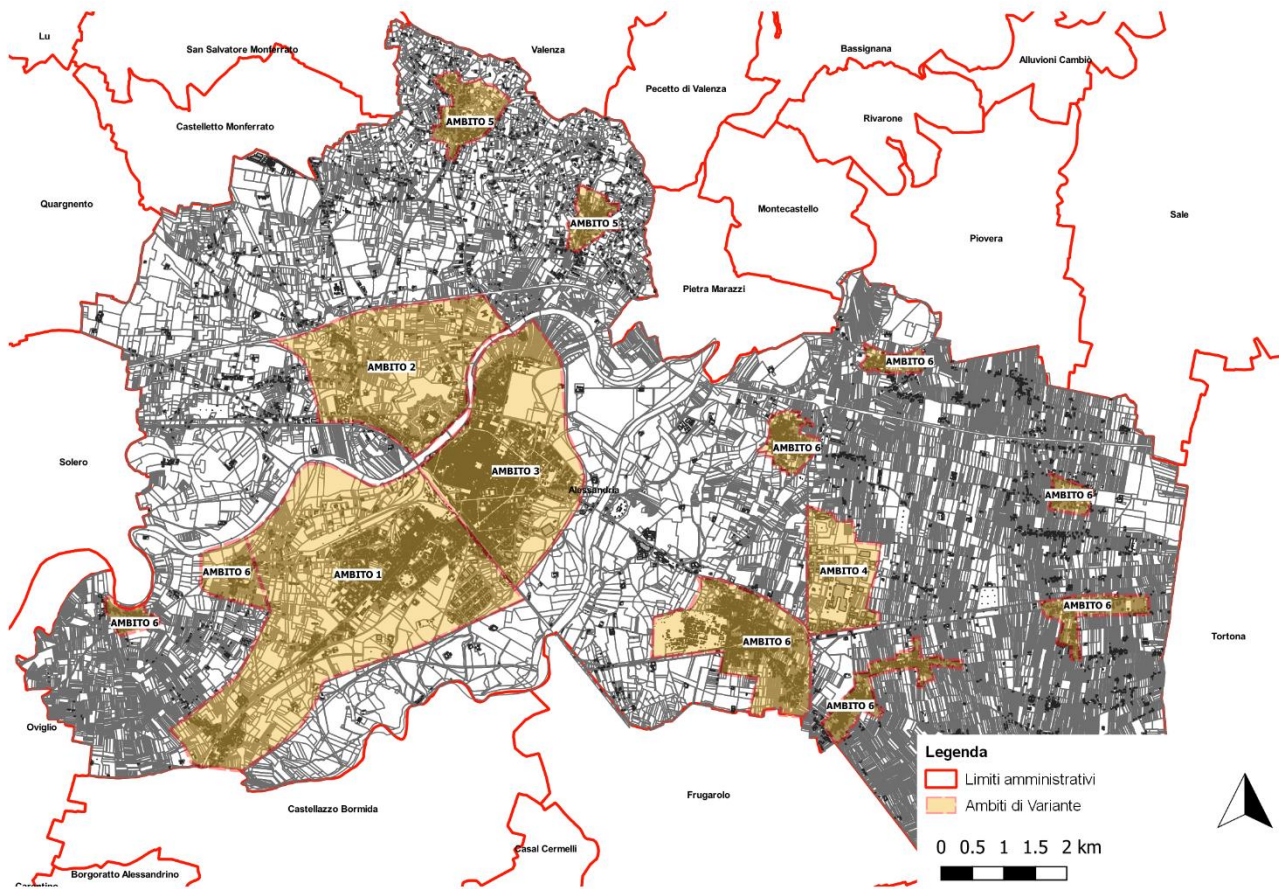 Lu
San Salvatore Monferrato
Valenza
Bassignana
Alluvioni Cambiò
Pecetto di Valenza
Castelletto Monferrato
AMBITO 5
Rivarone
Quargnento
Montecastello
Sale
AMBITO 5
Piovera
Pietra Marazzi
AMBITO 2
AMBITO 6
AMBITO 6
Solero
AMBITO 3
Alessandria
AMBITO 6
AMBITO 6
AMBITO 1
AMBITO 4
AMBITO 6
AMBITO 6
Tortona
AMBITO 6
AMBITO 6
Oviglio
Legenda
Limiti amministrativi
Ambiti di Variante
Frugarolo
Castellazzo Bormida
0 0.5 1 1.5 2 km
Casal Cermelli
Borgoratto Alessandrino